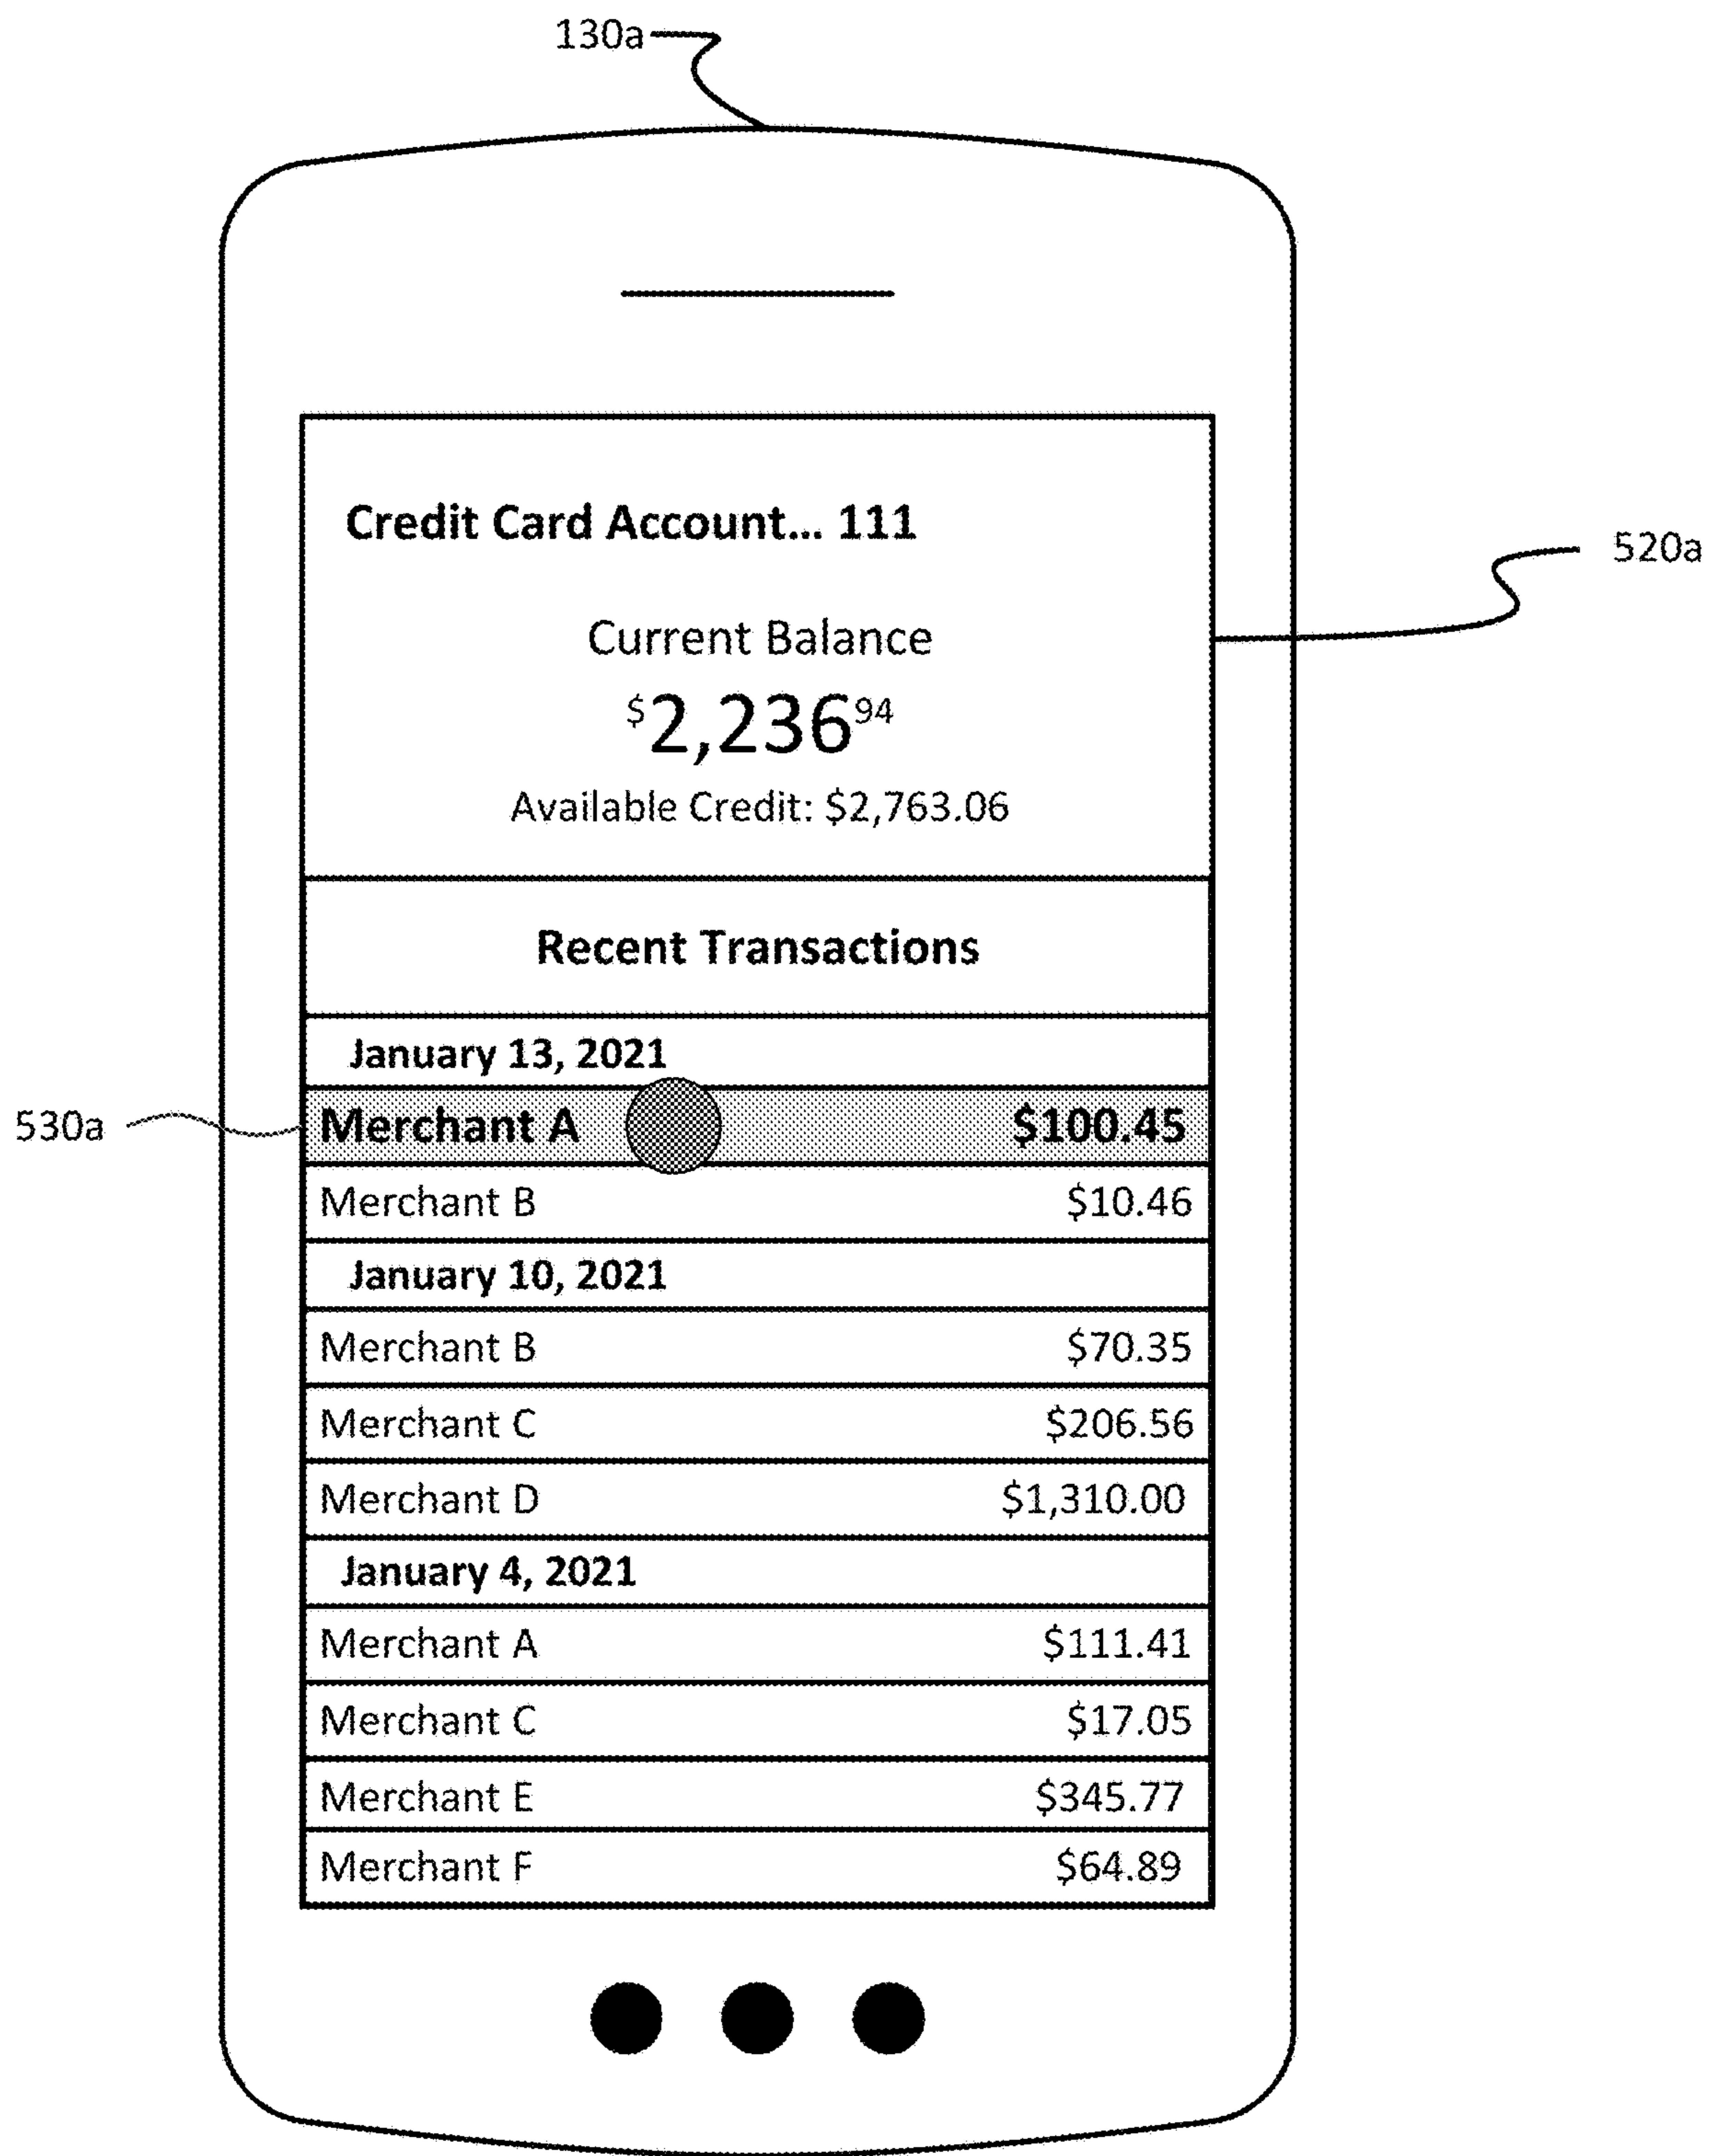 130a
Credit Card Account... 111
520a
Current Balance
$2,23694
Available Credit: $2,763.06
Recent Transactions
January 13, 2021
530a
Merchant A $100.45
Merchant B $10.46
January 10, 2021
Merchant B $70.35
Merchant C $206.56
Merchant D $1,310.00
January 4, 2021
Merchant A $111.41
Merchant C $17.05
Merchant E $345.77
Merchant F $64.89